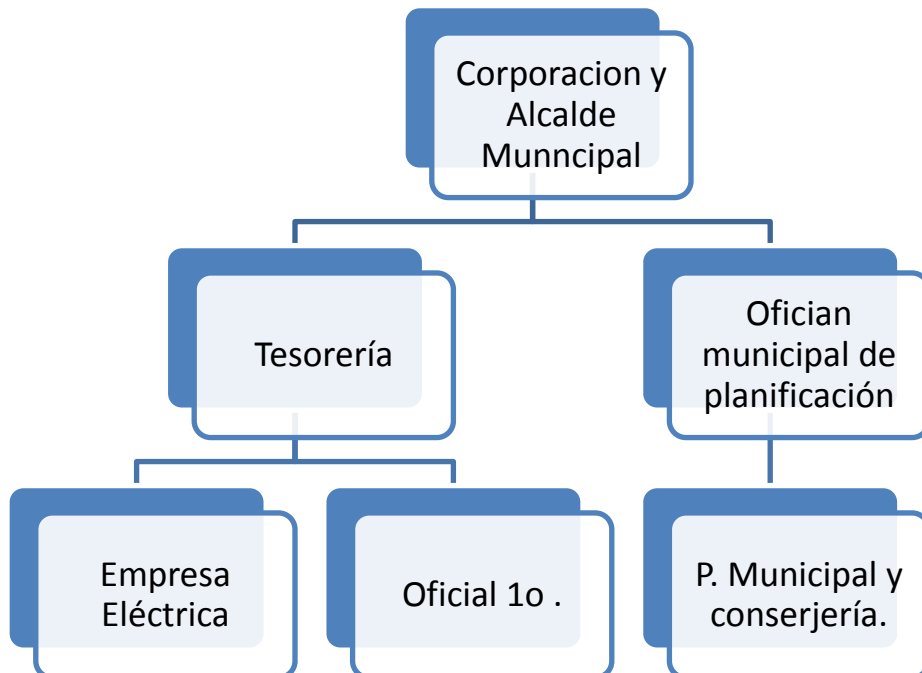 Corporacion y
Alcalde
Munncipal
Tesorería
Ofician
municipal de
planificación
Empresa
Eléctrica
Oficial 1o .
P. Municipal y
conserjería.